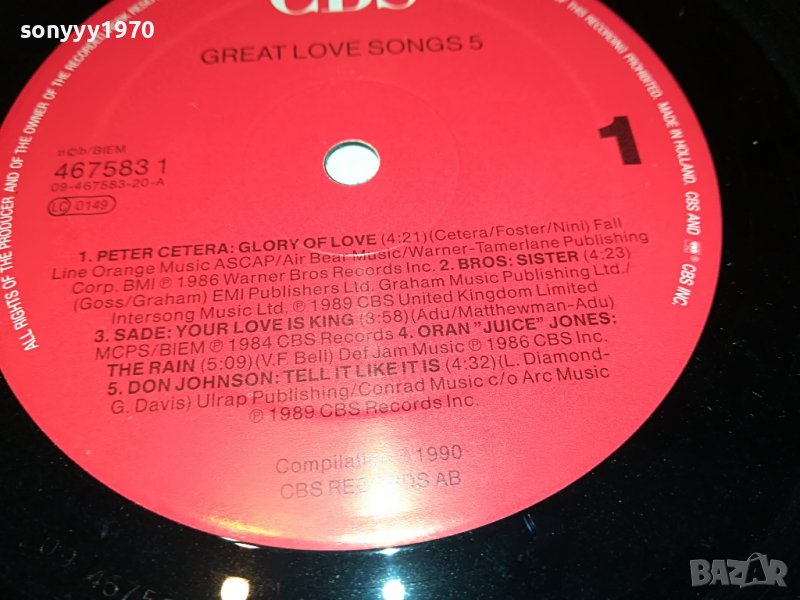 sonyyy1970
CBS
GREAT LOVE SONGS 5
ALL RIGHTS OF THE PRODUCER AND OF THE OWNER OF THE RECORDED
OF THIS RECORDING PROHIBITED. MADE IN HOLLAND. CBS AND CBS INC.
n©b/BIEM
467583 1
09-467583-20-A
LC 0149
1
1. PETER CETERA: GLORY OF LOVE (4:21) (Cetera/Foster/Nini) Fall
Line Orange Music ASCAP/Air Bear Music/Warner-Tamerlane Publishing
Corp. BMI ℗ 1986 Warner Bros Records Inc. 2. BROS: SISTER (4:23)
(Goss/Graham) EMI Publishers Ltd. Graham Music Publishing Ltd./
Intersong Music Ltd. ℗ 1989 CBS United Kingdom Limited
3. SADE: YOUR LOVE IS KING (3:58) (Adu/Matthewman-Adu)
MCPS/BIEM ℗ 1984 CBS Records 4. ORAN "JUICE" JONES:
THE RAIN (5:09) (V.F Bell) Def Jam Music ℗ 1986 CBS Inc.
5. DON JOHNSON: TELL IT LIKE IT IS (4:32) (L. Diamond-
G. Davis) Ulrap Publishing/Conrad Music c/o Arc Music
℗ 1989 CBS Records Inc.
Compilation ℗ 1990
CBS RECORDS AB
BAZAR